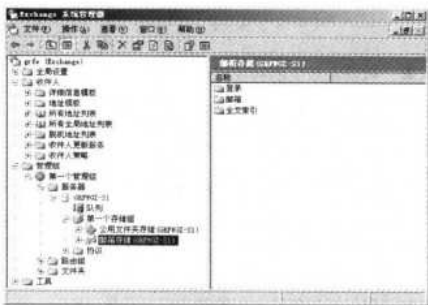 Exchange 系统管理器
文件(F) 操作(A) 查看(V) 窗口(W) 帮助(H)
(Exchange)
全局设置
收件人
详细信息模板
地址模板
所有地址列表
所有全局地址列表
脱机地址列表
收件人更新服务
收件人策略
管理组
第一个管理组
服务器
队列
第一个存储组
公用文件夹存储
邮箱存储
协议
路由组
文件夹
工具
邮箱存储
名称
登录
邮箱
全文索引